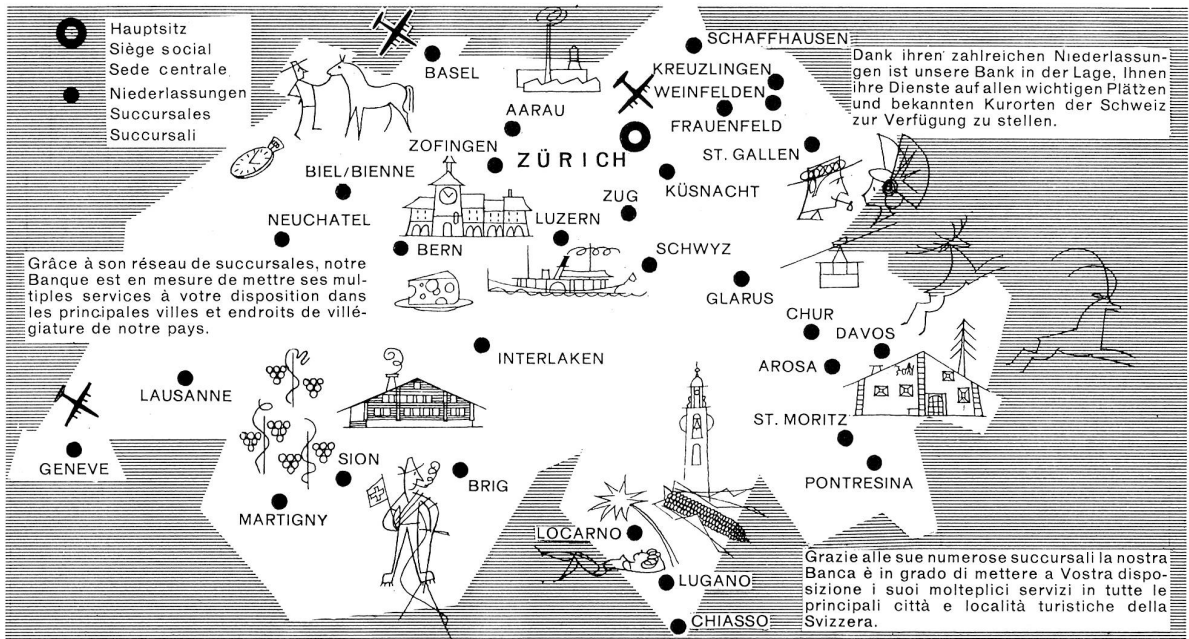 Hauptsitz
Siège social
Sede centrale
Niederlassungen
Succursales
Succursali
Dank ihren zahlreichen Niederlassun-
gen ist unsere Bank in der Lage, Ihnen
ihre Dienste auf allen wichtigen Plätzen
und bekannten Kurorten der Schweiz
zur Verfügung zu stellen.
SCHAFFHAUSEN
BASEL
KREUZLINGEN
WEINFELDEN
AARAU
FRAUENFELD
ZOFINGEN
ZÜRICH
ST. GALLEN
BIEL/BIENNE
KÜSNACHT
ZUG
NEUCHATEL
LUZERN
BERN
SCHWYZ
Grâce à son réseau de succursales, notre
Banque est en mesure de mettre ses mul-
tiples services à votre disposition dans
les principales villes et endroits de villé-
giature de notre pays.
GLARUS
CHUR
DAVOS
INTERLAKEN
AROSA
LAUSANNE
ST. MORITZ
GENEVE
SION
BRIG
PONTRESINA
MARTIGNY
LOCARNO
LUGANO
CHIASSO
Grazie alle sue numerose succursali la nostra
Banca è in grado di mettere a Vostra dispo-
sizione i suoi molteplici servizi in tutte le
principali città e località turistiche della
Svizzera.